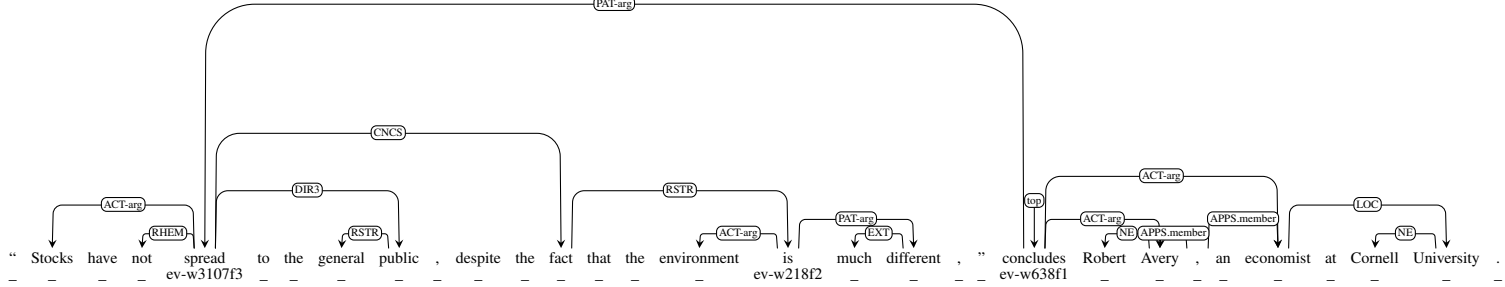 PAT-arg
CNCS
DIR3 RSTR ACT-arg
ACT-arg top LOC
RHEM RSTR ACT-arg PAT-arg EXT ACT-arg NE APPS.member APPS.member NE
“ Stocks have not spread to the general public , despite the fact that the environment is much different , ” concludes Robert Avery , an economist at Cornell University .
_ _ _ _ ev-w3107f3 _ _ _ _ _ _ _ _ _ _ _ ev-w218f2 _ _ _ _ ev-w638f1 _ _ _ _ _ _ _ _ _